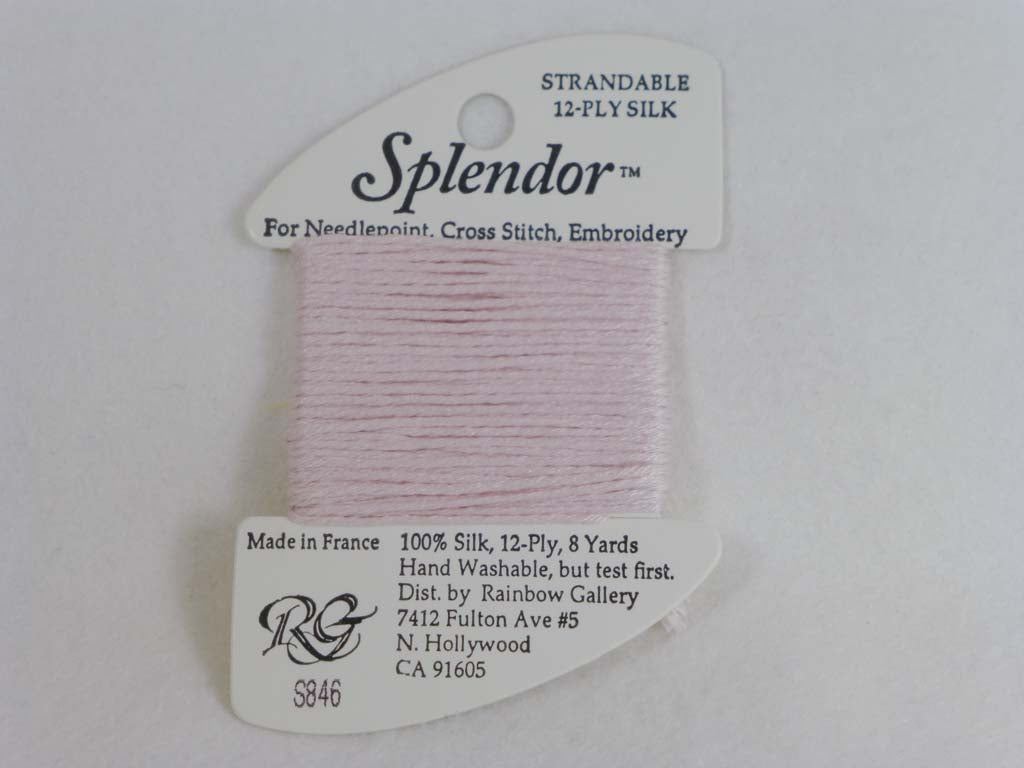 STRANDABLE
12-PLY SILK
Splendor™
For Needlepoint, Cross Stitch, Embroidery
Made in France
100% Silk, 12-Ply, 8 Yards
Hand Washable, but test first.
Dist. by Rainbow Gallery
7412 Fulton Ave #5
N. Hollywood
CA 91605
RG
S846